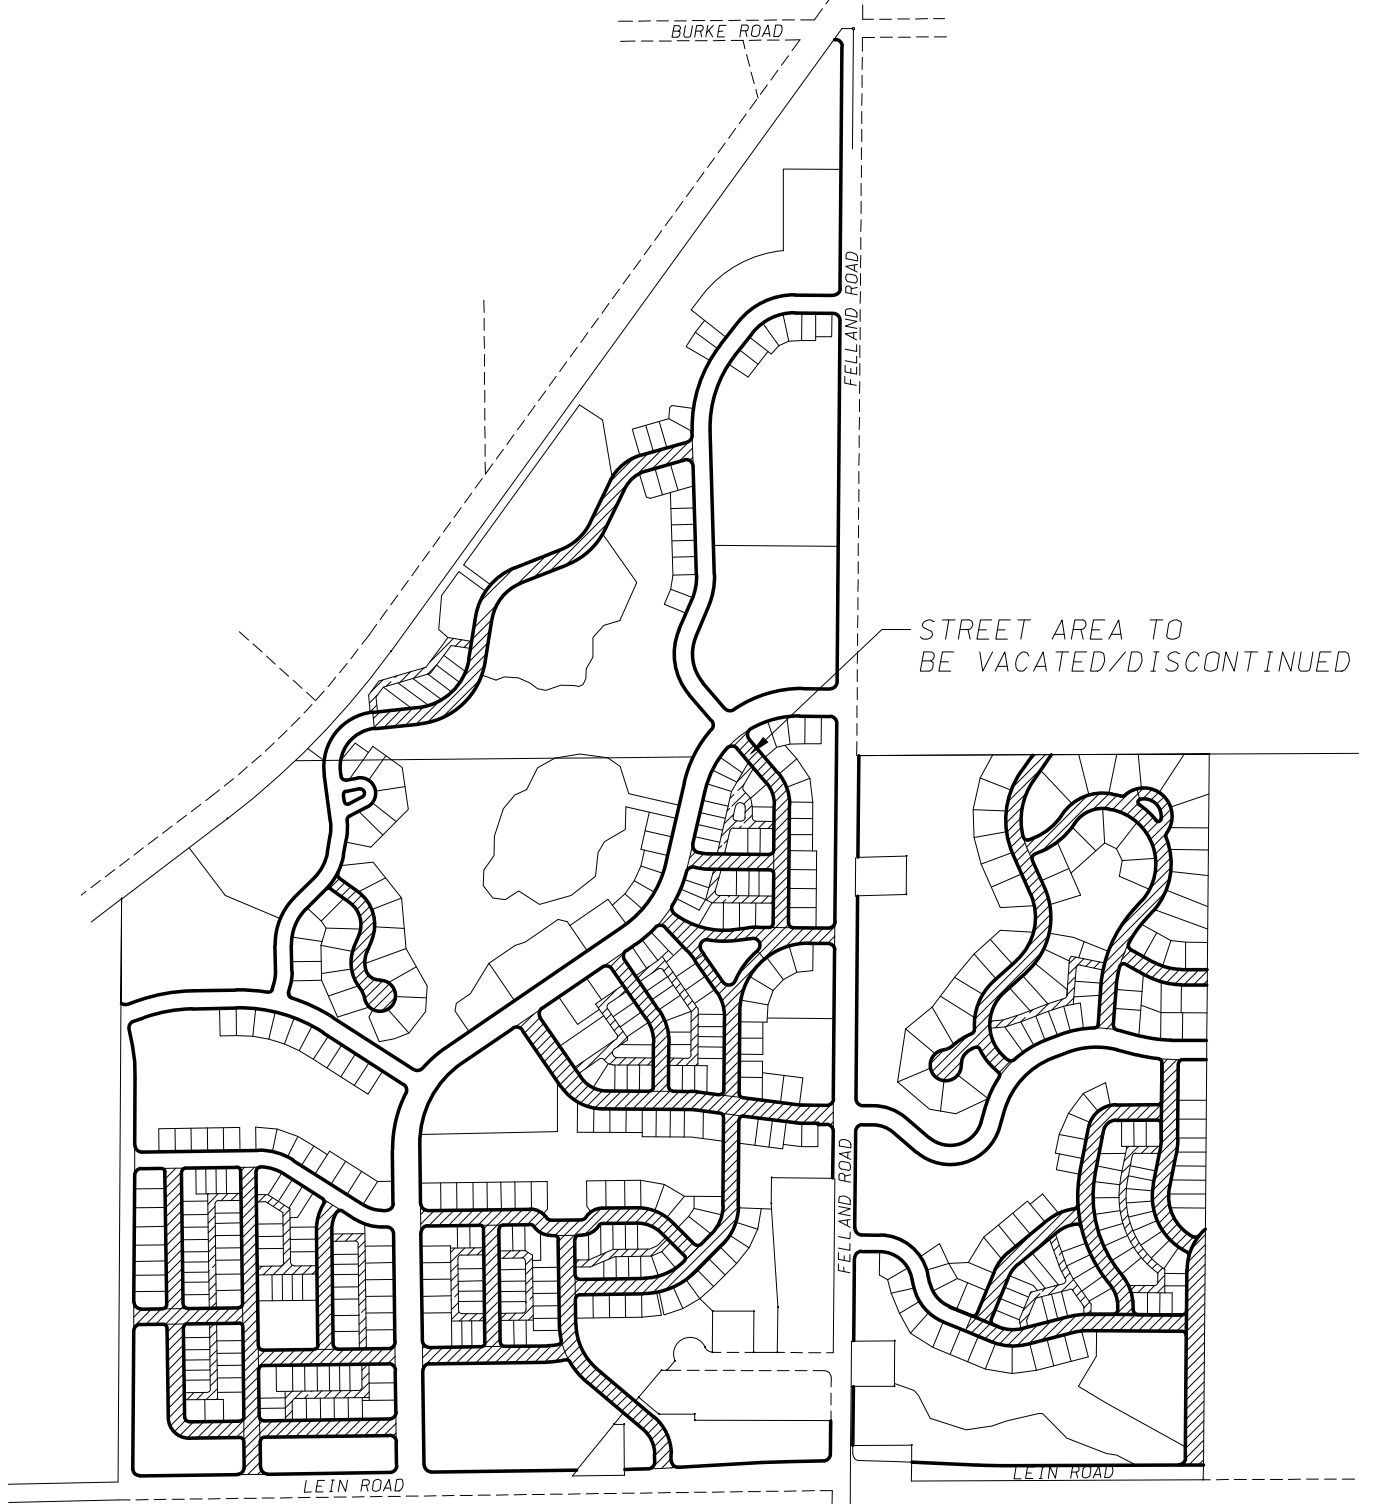 BURKE ROAD
FELLAND ROAD
STREET AREA TO
BE VACATED/DISCONTINUED
FELLAND ROAD
LEIN ROAD
LEIN ROAD